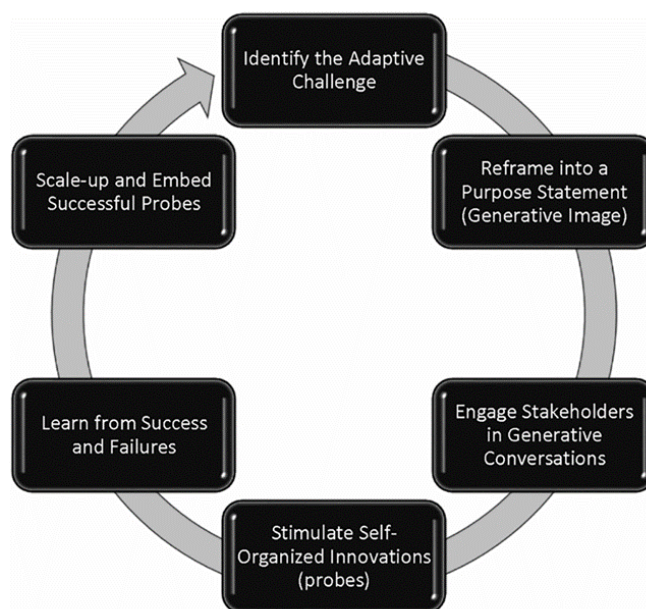 Identify the Adaptive
Challenge
Reframe into a
Purpose Statement
(Generative Image)
Engage Stakeholders
in Generative
Conversations
Stimulate Self-
Organized Innovations
(probes)
Learn from Success
and Failures
Scale-up and Embed
Successful Probes